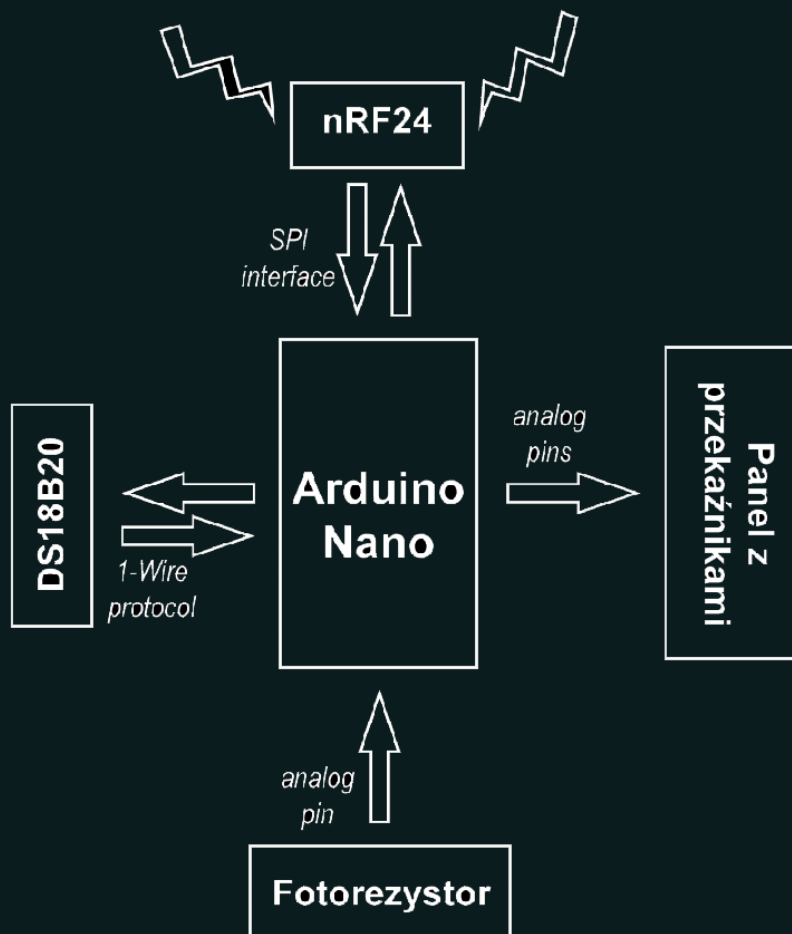 nRF24
SPI
interface
DS18B20
1-Wire
protocol
Arduino
Nano
analog
pins
Panel z
przekaźnikami
analog
pin
Fotorezystor